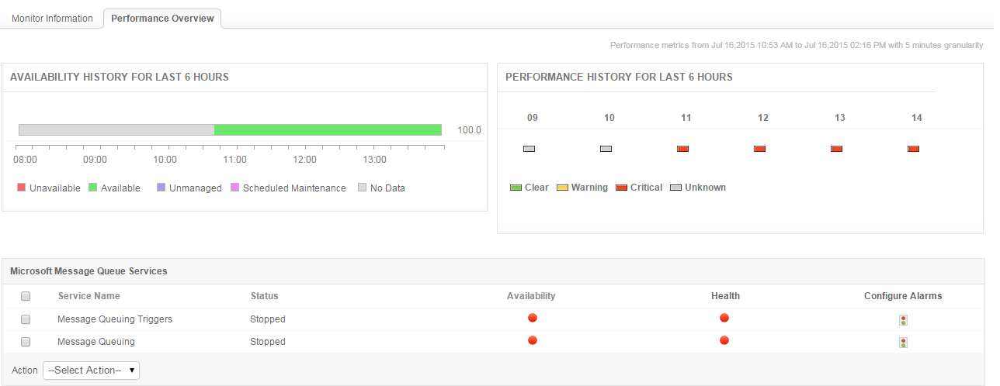 Monitor Information Performance Overview
Performance metrics from Jul 16,2015 10:53 AM to Jul 16,2015 02:16 PM with 5 minutes granularity
AVAILABILITY HISTORY FOR LAST 6 HOURS
100.0
08:00 09:00 10:00 11:00 12:00 13:00
Unavailable Available Unmanaged Scheduled Maintenance No Data
PERFORMANCE HISTORY FOR LAST 6 HOURS
09 10 11 12 13 14
Clear Warning Critical Unknown
Microsoft Message Queue Services
Service Name Status Availability Health Configure Alarms
Message Queuing Triggers Stopped
Message Queuing Stopped
Action --Select Action--